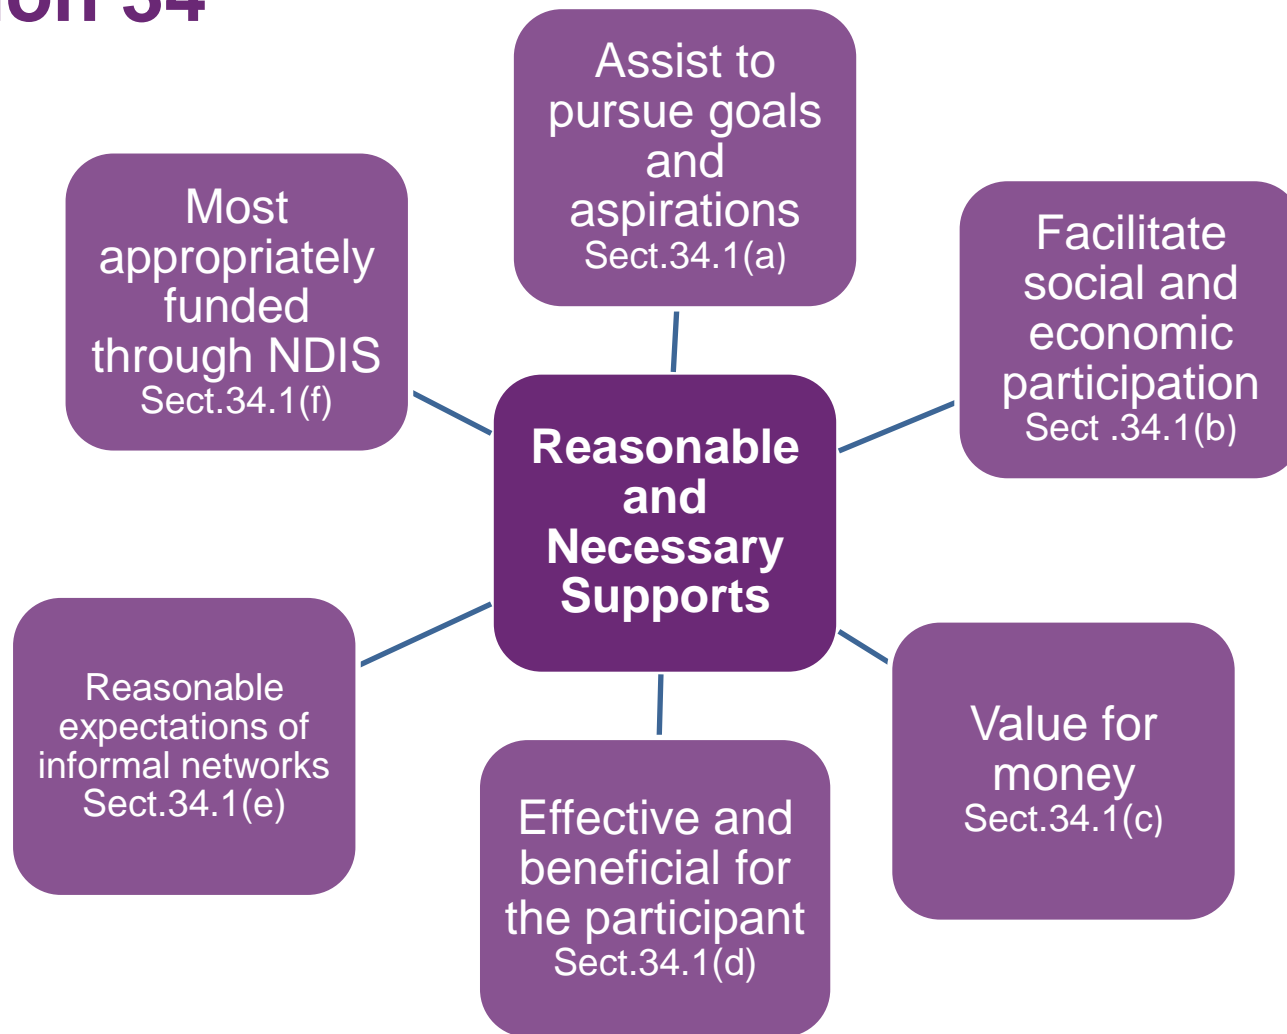 34
Assist to
pursue goals
and
aspirations
Sect.34.1(a)
Facilitate
social and
economic
participation
Sect .34.1(b)
Value for
money
Sect.34.1(c)
Effective and
beneficial for
the participant
Sect.34.1(d)
Reasonable
expectations of
informal networks
Sect.34.1(e)
Most
appropriately
funded
through NDIS
Sect.34.1(f)
Reasonable
and
Necessary
Supports